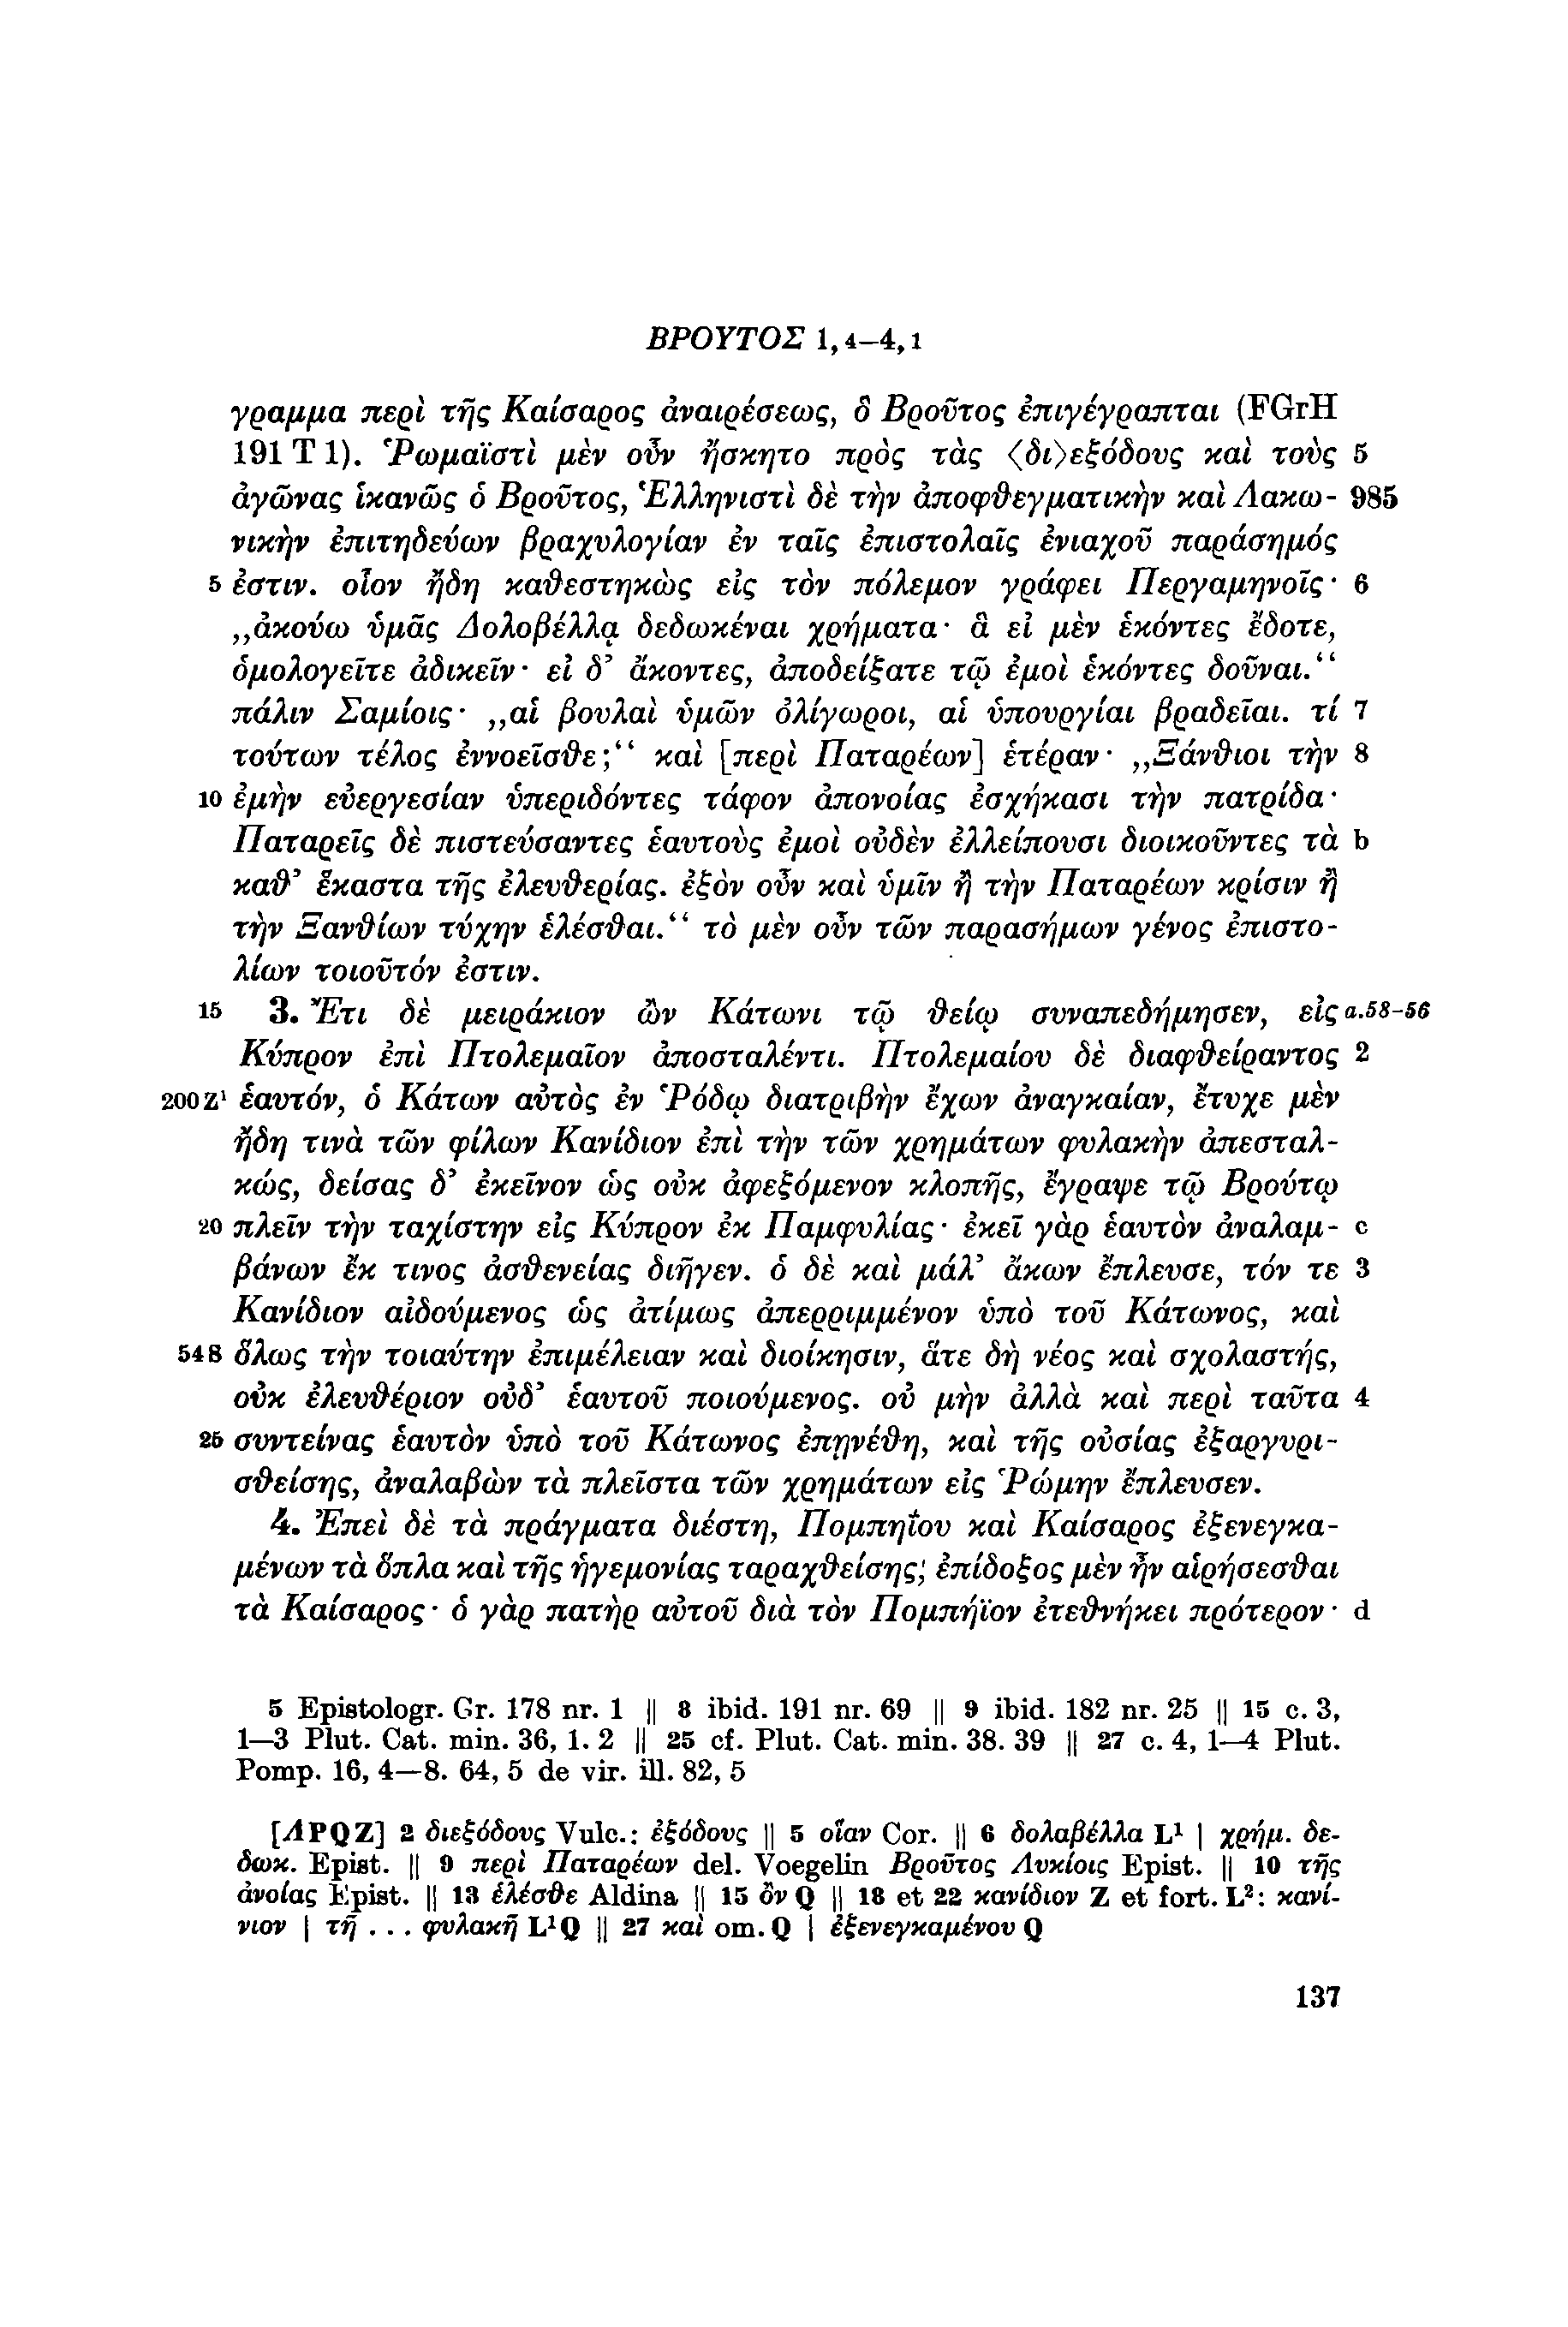 ΒΡΟΥΤΟΣ 1,4–4,1
γραμμα περὶ τῆς Καίσαρος ἀναιρέσεως, ὃ Βροῦτος ἐπιγέγραπται (FGrH
191 T 1). Ῥωμαϊστὶ μὲν οὖν ἤσκητο πρὸς τὰς ⟨δι⟩εξόδους καὶ τοὺς 5
ἀγῶνας ἱκανῶς ὁ Βροῦτος, Ἑλληνιστὶ δὲ τὴν ἀποφθεγματικὴν καὶ Λακω- 985
νικὴν ἐπιτηδεύων βραχυλογίαν ἐν ταῖς ἐπιστολαῖς ἐνιαχοῦ παράσημός
5 ἐστιν. οἷον ἤδη καθεστηκὼς εἰς τὸν πόλεμον γράφει Περγαμηνοῖς· 6
„ἀκούω ὑμᾶς Δολοβέλλᾳ δεδωκέναι χρήματα· ἃ εἰ μὲν ἑκόντες ἔδοτε,
ὁμολογεῖτε ἀδικεῖν· εἰ δ’ ἄκοντες, ἀποδείξατε τῷ ἐμοὶ ἑκόντες δοῦναι.“
πάλιν Σαμίοις· „αἱ βουλαὶ ὑμῶν ὀλίγωροι, αἱ ὑπουργίαι βραδεῖαι. τί 7
τούτων τέλος ἐννοεῖσθε;“ καὶ [περὶ Παταρέων] ἑτέραν· „Ξάνθιοι τὴν 8
10 ἐμὴν εὐεργεσίαν ὑπεριδόντες τάφον ἀπονοίας ἐσχήκασι τὴν πατρίδα·
Παταρεῖς δὲ πιστεύσαντες ἑαυτοὺς ἐμοὶ οὐδὲν ἐλλείπουσι διοικοῦντες τὰ b
καθ’ ἕκαστα τῆς ἐλευθερίας. ἐξὸν οὖν καὶ ὑμῖν ἢ τὴν Παταρέων κρίσιν ἢ
τὴν Ξανθίων τύχην ἑλέσθαι.“ τὸ μὲν οὖν τῶν παρασήμων γένος ἐπιστο-
λίων τοιοῦτόν ἐστιν.
15 3. Ἔτι δὲ μειράκιον ὢν Κάτωνι τῷ θείῳ συναπεδήμησεν, εἰς a.58-56
Κύπρον ἐπὶ Πτολεμαῖον ἀποσταλέντι. Πτολεμαίου δὲ διαφθείραντος 2
200Z¹ ἑαυτόν, ὁ Κάτων αὐτὸς ἐν Ῥόδῳ διατριβὴν ἔχων ἀναγκαίαν, ἔτυχε μὲν
ἤδη τινὰ τῶν φίλων Κανίδιον ἐπὶ τὴν τῶν χρημάτων φυλακὴν ἀπεσταλ-
κώς, δείσας δ’ ἐκεῖνον ὡς οὐκ ἀφεξόμενον κλοπῆς, ἔγραψε τῷ Βρούτῳ
20 πλεῖν τὴν ταχίστην εἰς Κύπρον ἐκ Παμφυλίας· ἐκεῖ γὰρ ἑαυτὸν ἀναλαμ- c
βάνων ἔκ τινος ἀσθενείας διῆγεν. ὁ δὲ καὶ μάλ’ ἄκων ἔπλευσε, τόν τε 3
Κανίδιον αἰδούμενος ὡς ἀτίμως ἀπερριμμένον ὑπὸ τοῦ Κάτωνος, καὶ
548 ὅλως τὴν τοιαύτην ἐπιμέλειαν καὶ διοίκησιν, ἅτε δὴ νέος καὶ σχολαστής,
οὐκ ἐλευθέριον οὐδ’ ἑαυτοῦ ποιούμενος. οὐ μὴν ἀλλὰ καὶ περὶ ταῦτα 4
25 συντείνας ἑαυτὸν ὑπὸ τοῦ Κάτωνος ἐπῃνέθη, καὶ τῆς οὐσίας ἐξαργυρι-
σθείσης, ἀναλαβὼν τὰ πλεῖστα τῶν χρημάτων εἰς Ῥώμην ἔπλευσεν.
4. Ἐπεὶ δὲ τὰ πράγματα διέστη, Πομπηΐου καὶ Καίσαρος ἐξενεγκα-
μένων τὰ ὅπλα καὶ τῆς ἡγεμονίας ταραχθείσης, ἐπίδοξος μὲν ἦν αἱρήσεσθαι
τὰ Καίσαρος· ὁ γὰρ πατὴρ αὐτοῦ διὰ τὸν Πομπήϊον ἐτεθνήκει πρότερον· d
5 Epistologr. Gr. 178 nr. 1 || 8 ibid. 191 nr. 69 || 9 ibid. 182 nr. 25 || 15 c. 3,
1—3 Plut. Cat. min. 36, 1. 2 || 25 cf. Plut. Cat. min. 38. 39 || 27 c. 4, 1—4 Plut.
Pomp. 16, 4—8. 64, 5 de vir. ill. 82, 5
[ΛPQZ] 2 διεξόδους Vulc.: ἐξόδους || 5 οἵαν Cor. || 6 δολαβέλλα L¹ | χρήμ. δε-
δωκ. Epist. || 9 περὶ Παταρέων del. Voegelin Βροῦτος Λυκίοις Epist. || 10 τῆς
ἀνοίας Epist. || 13 ἑλέσθε Aldina || 15 ὂν Q || 18 et 22 κανίδιον Z et fort. L²: κανί-
νιον | τῇ . . . φυλακῇ L¹Q || 27 καὶ om. Q | ἐξενεγκαμένου Q
137